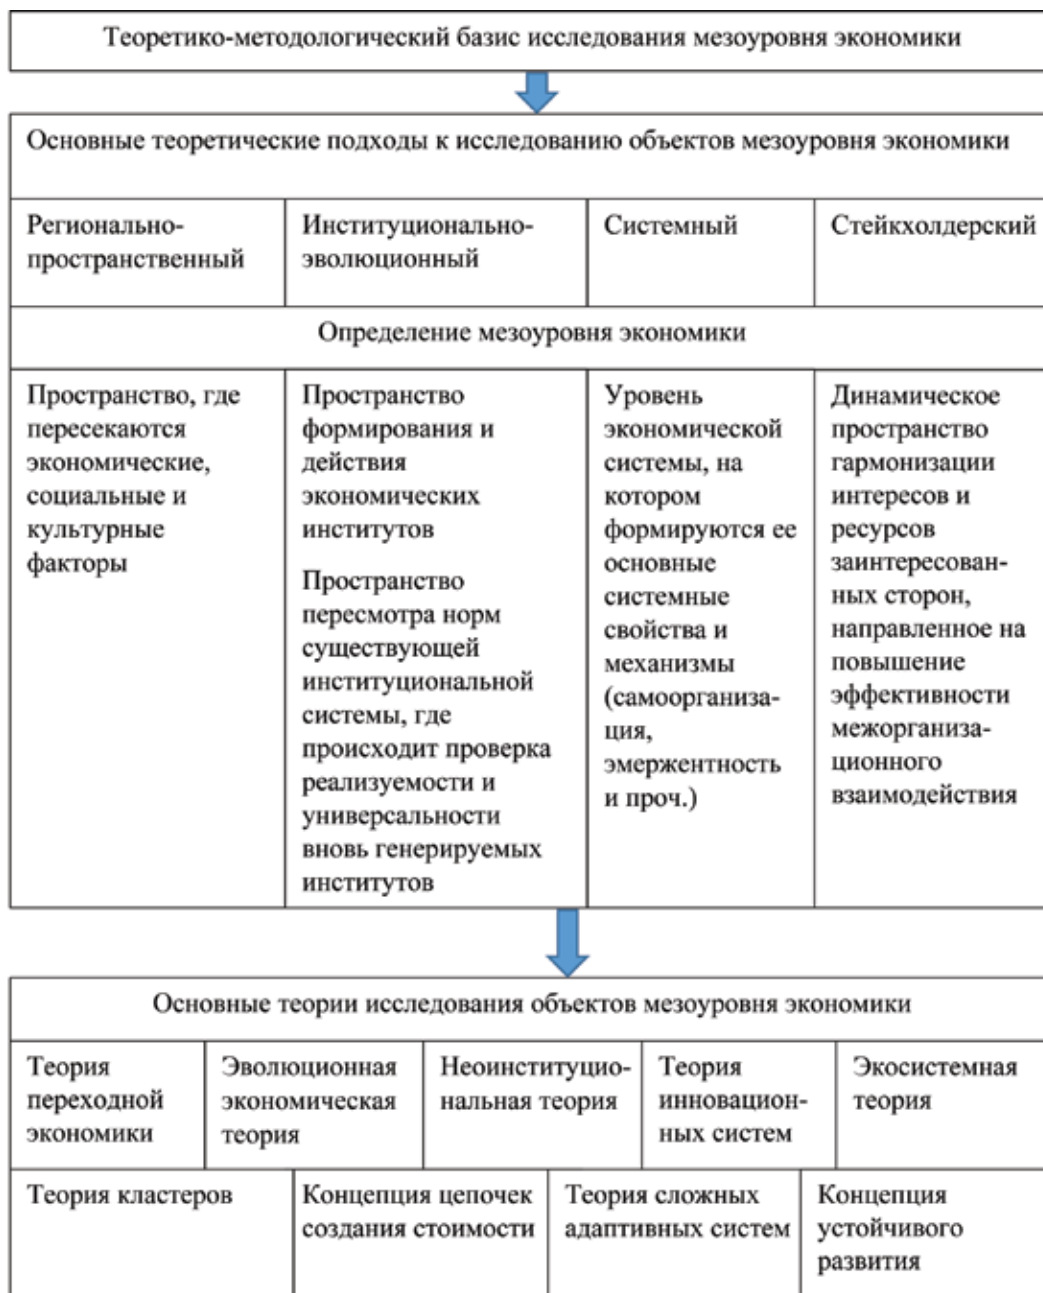 Теоретико-методологический базис исследования мезоуровня экономики
Основные теоретические подходы к исследованию объектов мезоуровня экономики
Регионально-
пространственный
Институционально-
эволюционный
Системный
Стейкхолдерский
Определение мезоуровня экономики
Пространство, где
пересекаются
экономические,
социальные и
культурные
факторы
Пространство
формирования и
действия
экономических
институтов
Пространство
пересмотра норм
существующей
институциональной
системы, где
происходит проверка
реализуемости и
универсальности
вновь генерируемых
институтов
Уровень
экономической
системы, на
котором
формируются ее
основные
системные
свойства и
механизмы
(самоорганиза-
ция,
эмержентность
и проч.)
Динамическое
пространство
гармонизации
интересов и
ресурсов
заинтересован-
ных сторон,
направленное на
повышение
эффективности
межорганиза-
ционного
взаимодействия
Основные теории исследования объектов мезоуровня экономики
Теория
переходной
экономики
Эволюционная
экономическая
теория
Неоинституцио-
нальная теория
Теория
инновацион-
ных систем
Экосистемная
теория
Теория кластеров
Концепция цепочек
создания стоимости
Теория сложных
адаптивных систем
Концепция
устойчивого
развития